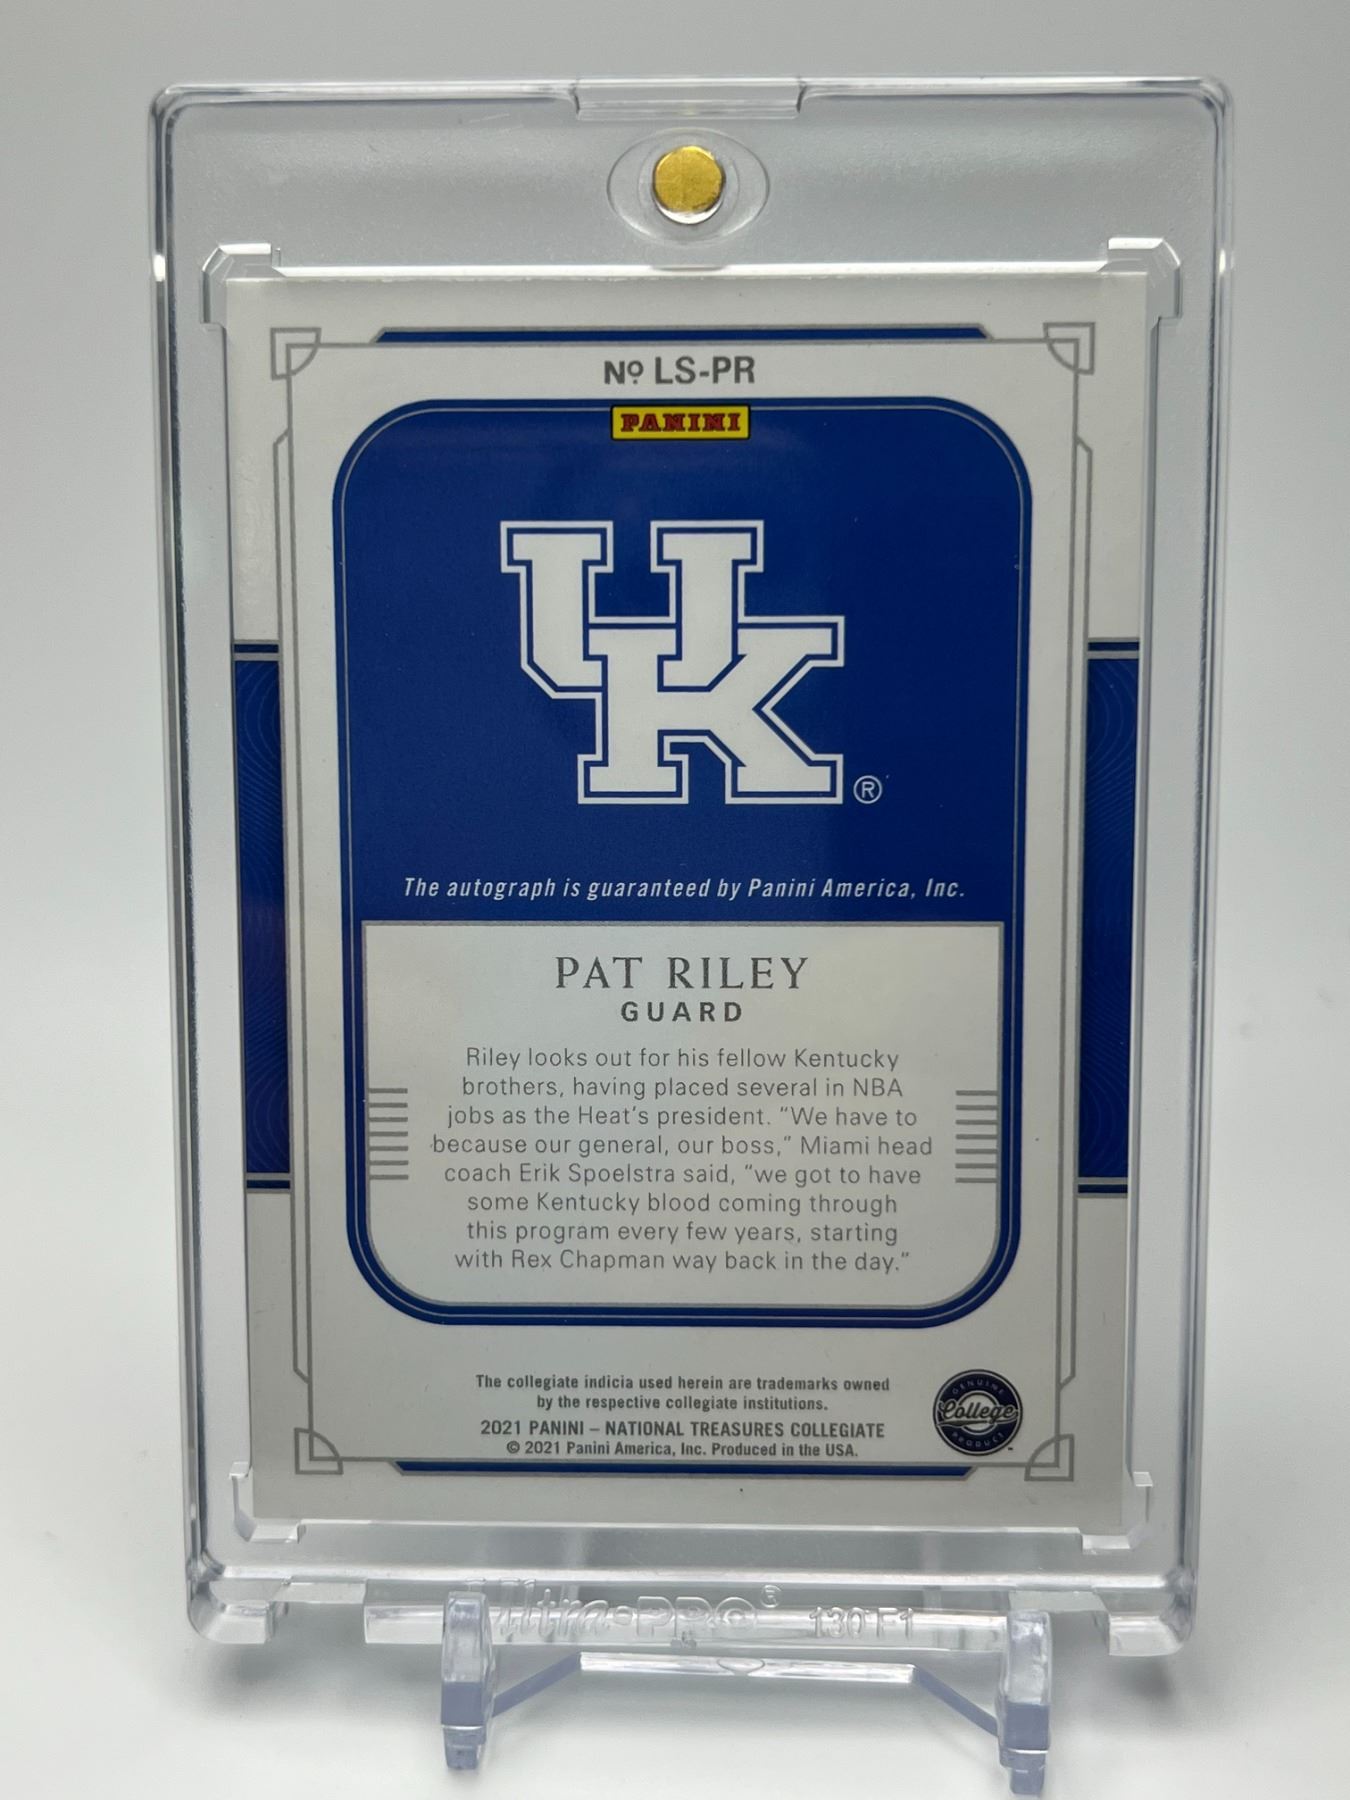 Nº LS-PR
PANINI
UK®
The autograph is guaranteed by Panini America, Inc.
PAT RILEY
GUARD
Riley looks out for his fellow Kentucky
brothers, having placed several in NBA
jobs as the Heat's president. "We have to
because our general, our boss," Miami head
coach Erik Spoelstra said, "we got to have
some Kentucky blood coming through
this program every few years, starting
with Rex Chapman way back in the day."
The collegiate indicia used herein are trademarks owned
by the respective collegiate institutions.
2021 PANINI – NATIONAL TREASURES COLLEGIATE
© 2021 Panini America, Inc. Produced in the USA.
GENUINE
College
PRODUCT
™
Ultra•PRO® 130 F1